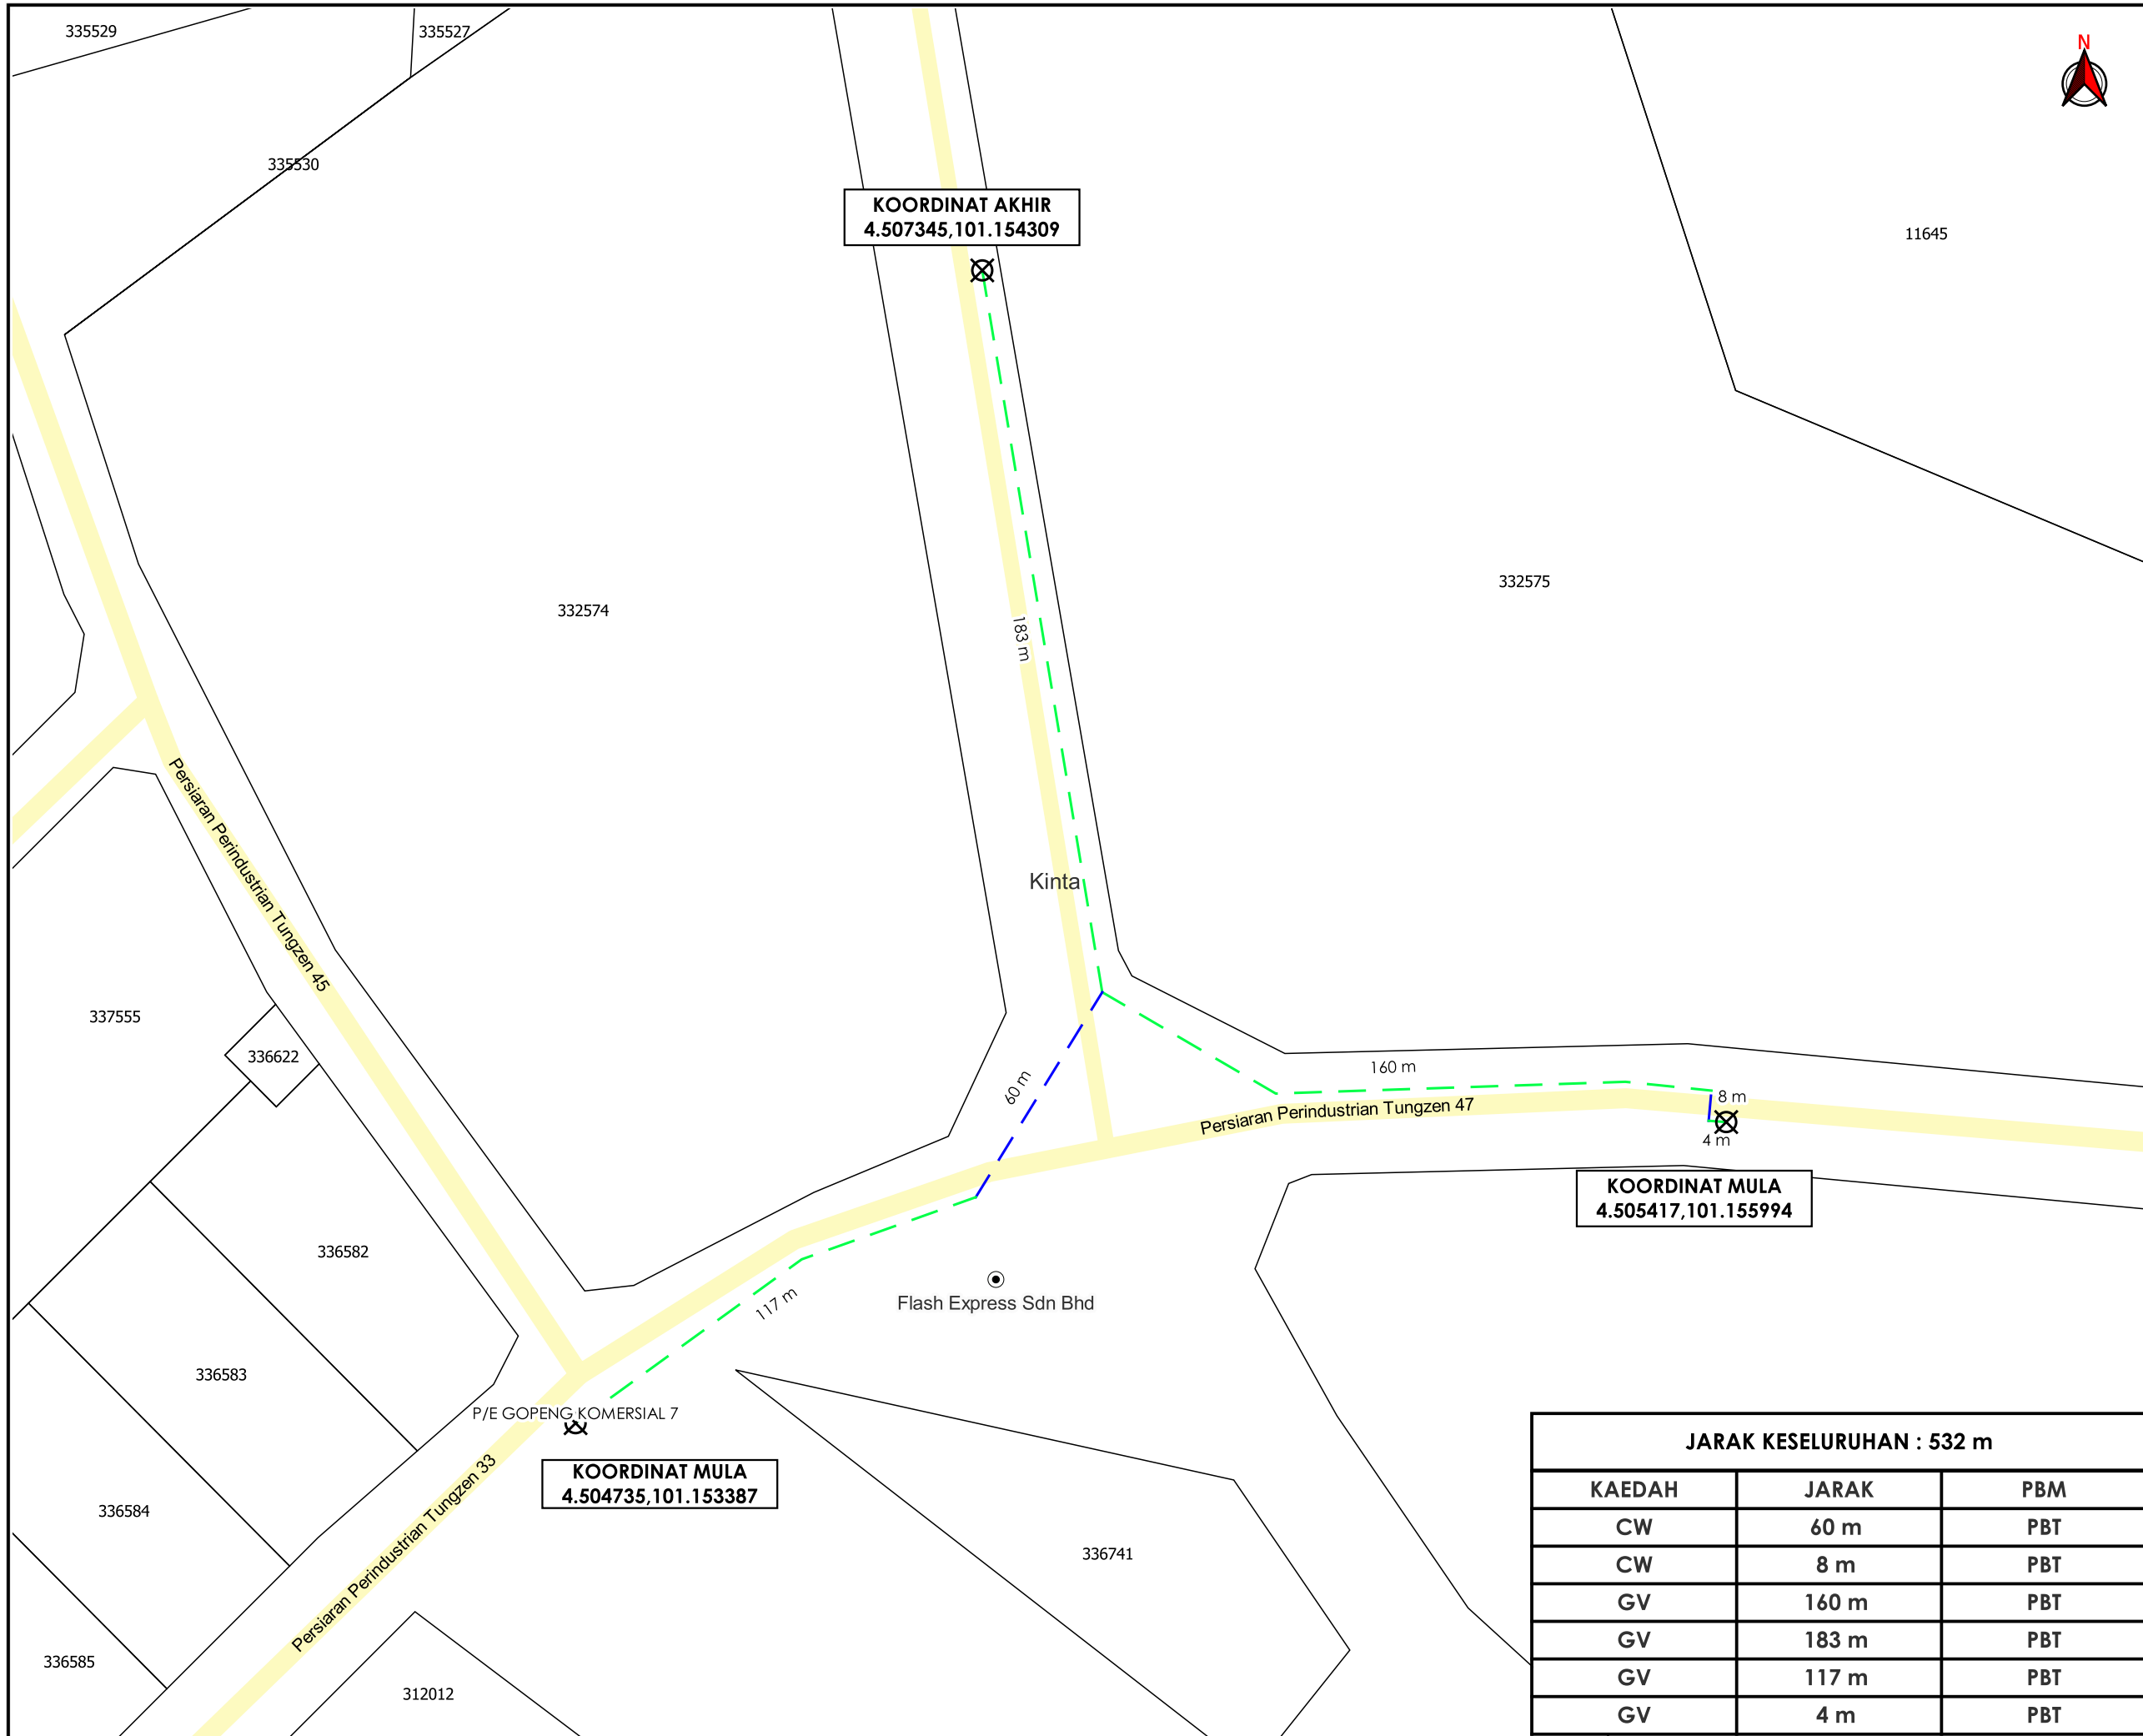 335529
335527
N
335530
KOORDINAT AKHIR
4.507345,101.154309
11645
332574
332575
183 m
Persiaran Perindustrian Tungzen 45
Kinta
337555
336622
60 m
160 m
Persiaran Perindustrian Tungzen 47
8 m
4 m
KOORDINAT MULA
4.505417,101.155994
336582
117 m
Flash Express Sdn Bhd
336583
P/E GOPENG KOMERSIAL 7
KOORDINAT MULA
4.504735,101.153387
Persiaran Perindustrian Tungzen 33
336584
336741
336585
312012
JARAK KESELURUHAN : 532 m
KAEDAH JARAK PBM
CW 60 m PBT
CW 8 m PBT
GV 160 m PBT
GV 183 m PBT
GV 117 m PBT
GV 4 m PBT